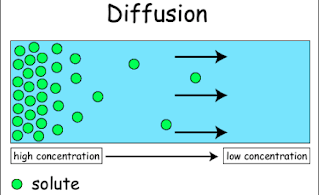 Diffusion
high concentration low concentration
solute